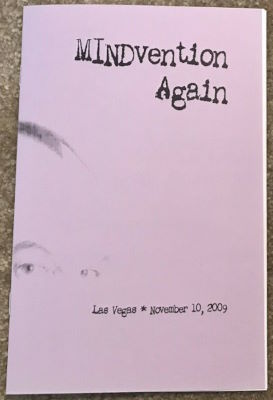 MINDvention
Again
Las Vegas * November 10, 2009